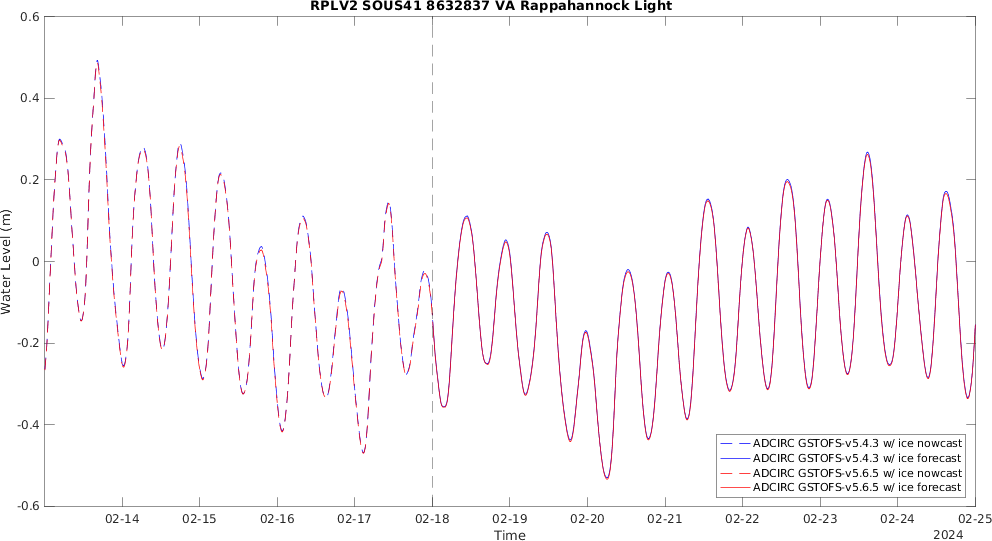 RPLV2 SOUS41 8632837 VA Rappahannock Light
0.6
0.4
0.2
0
-0.2
-0.4
-0.6
Water Level (m)
ADCIRC GSTOFS-v5.4.3 w/ ice nowcast
ADCIRC GSTOFS-v5.4.3 w/ ice forecast
ADCIRC GSTOFS-v5.6.5 w/ ice nowcast
ADCIRC GSTOFS-v5.6.5 w/ ice forecast
02-14 02-15 02-16 02-17 02-18 02-19 02-20 02-21 02-22 02-23 02-24 02-25
Time
2024